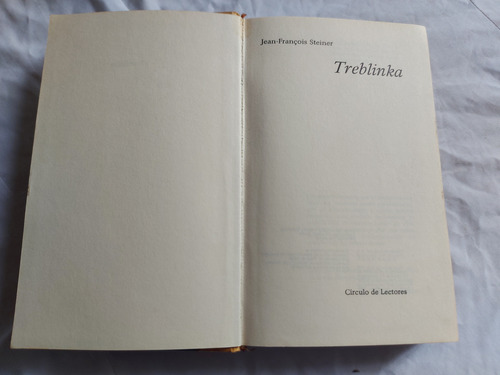 Jean-François Steiner
Treblinka
Círculo de Lectores